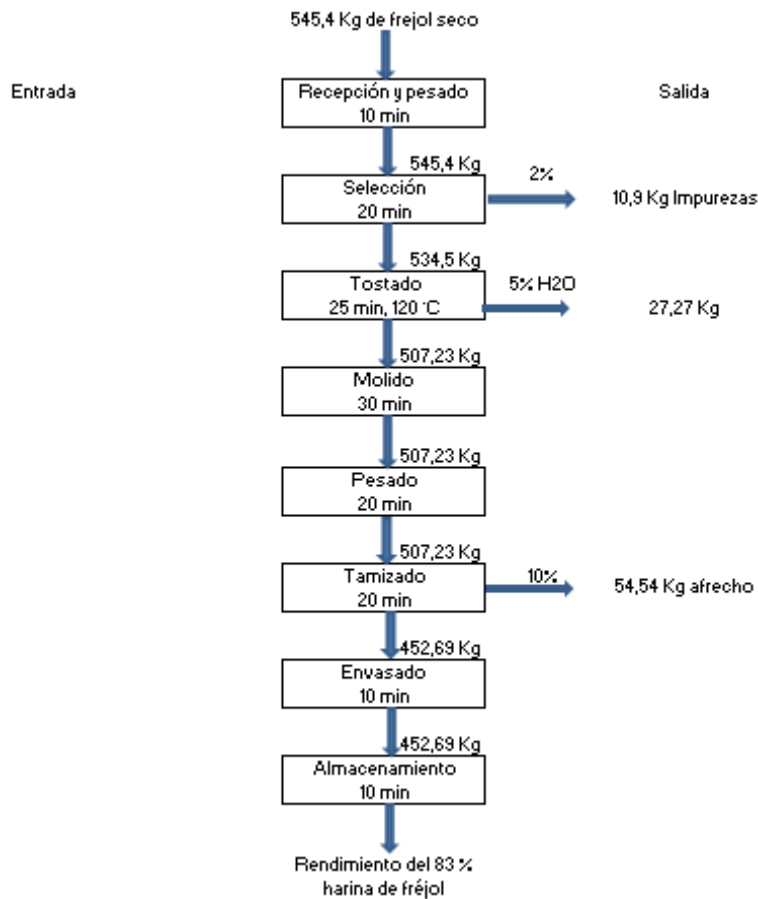 545,4 Kg de frejol seco
Entrada
Salida
Recepción y pesado
10 min
545,4 Kg
2%
Selección
20 min
10,9 Kg Impurezas
534,5 Kg
5% H2O
Tostado
25 min, 120 °C
27,27 Kg
507,23 Kg
Molido
30 min
507,23 Kg
Pesado
20 min
507,23 Kg
10%
Tamizado
20 min
54,54 Kg afrecho
452,69 Kg
Envasado
10 min
452,69 Kg
Almacenamiento
10 min
Rendimiento del 83 %
harina de fréjol